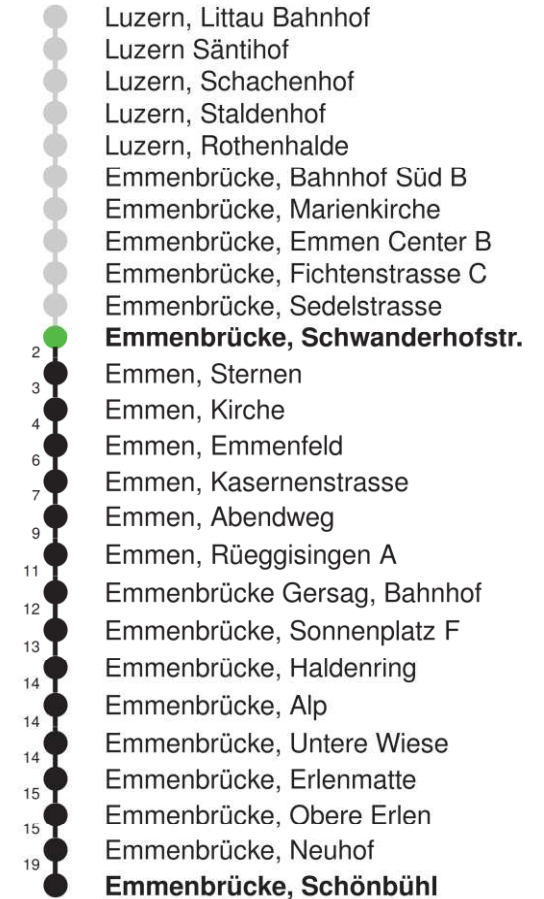 Luzern, Littau Bahnhof
Luzern Säntihof
Luzern, Schachenhof
Luzern, Staldenhof
Luzern, Rothenhalde
Emmenbrücke, Bahnhof Süd B
Emmenbrücke, Marienkirche
Emmenbrücke, Emmen Center B
Emmenbrücke, Fichtenstrasse C
Emmenbrücke, Sedelstrasse
Emmenbrücke, Schwanderhofstr.
2
Emmen, Sternen
3
Emmen, Kirche
4
Emmen, Emmenfeld
6
Emmen, Kasernenstrasse
7
Emmen, Abendweg
9
Emmen, Rüeggisingen A
11
Emmenbrücke Gersag, Bahnhof
12
Emmenbrücke, Sonnenplatz F
13
Emmenbrücke, Haldenring
14
Emmenbrücke, Alp
14
Emmenbrücke, Untere Wiese
14
Emmenbrücke, Erlenmatte
15
Emmenbrücke, Obere Erlen
15
Emmenbrücke, Neuhof
19
Emmenbrücke, Schönbühl